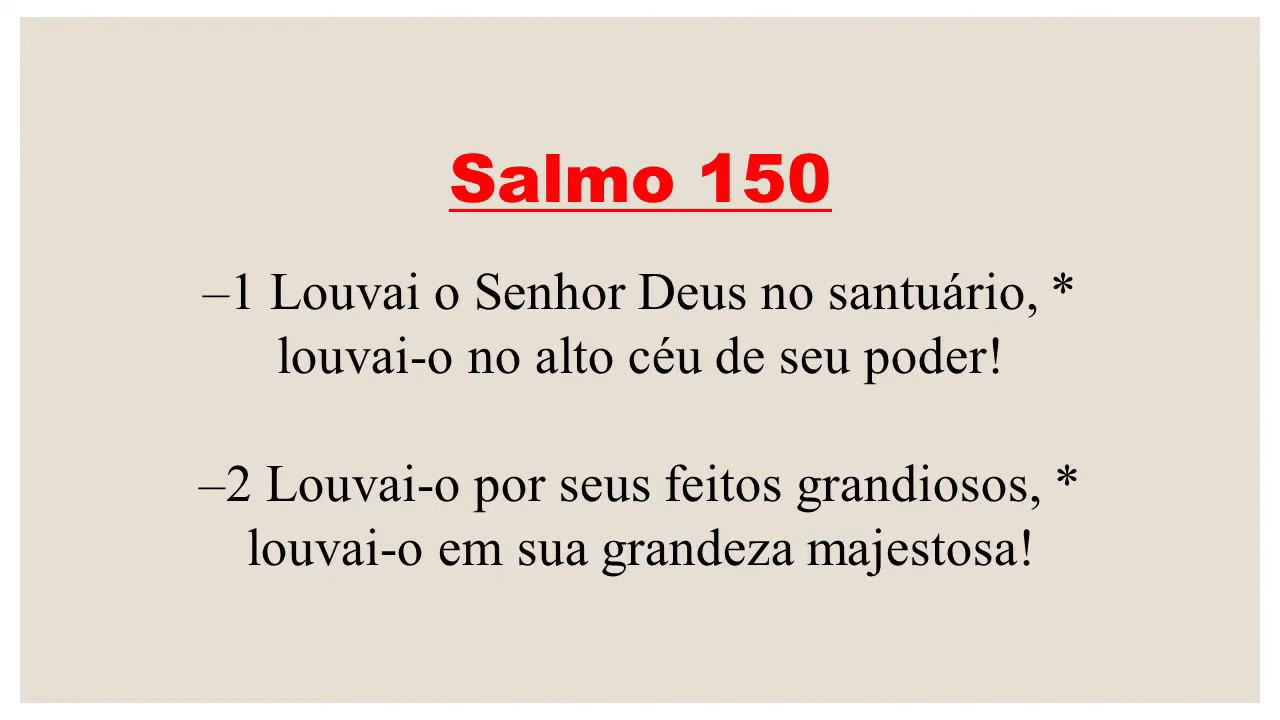 Salmo 150
–1 Louvai o Senhor Deus no santuário, *
louvai-o no alto céu de seu poder!
–2 Louvai-o por seus feitos grandiosos, *
louvai-o em sua grandeza majestosa!